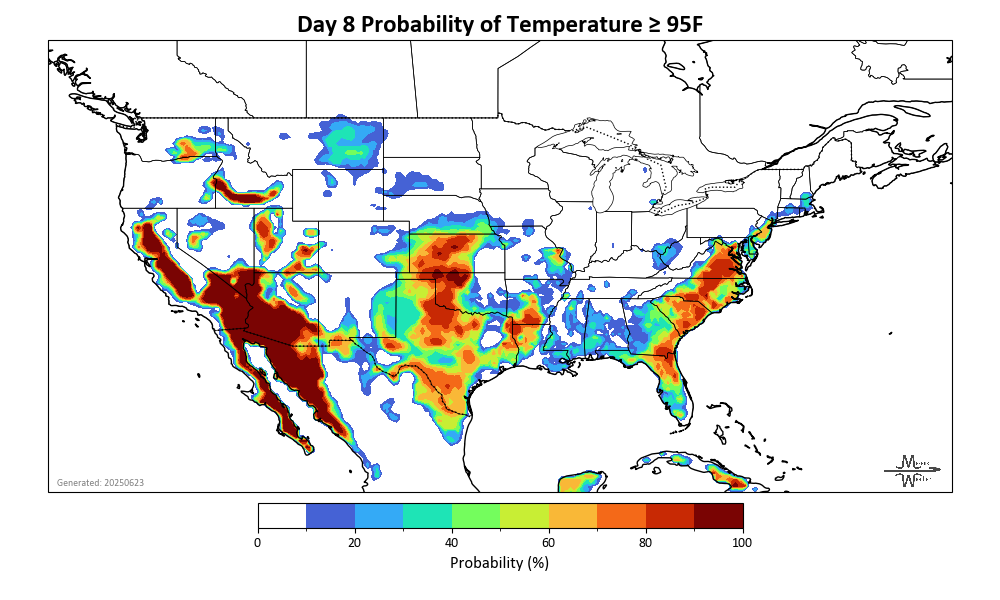 Day 8 Probability of Temperature ≥ 95F
Generated: 20250623
0 20 40 60 80 100
Probability (%)